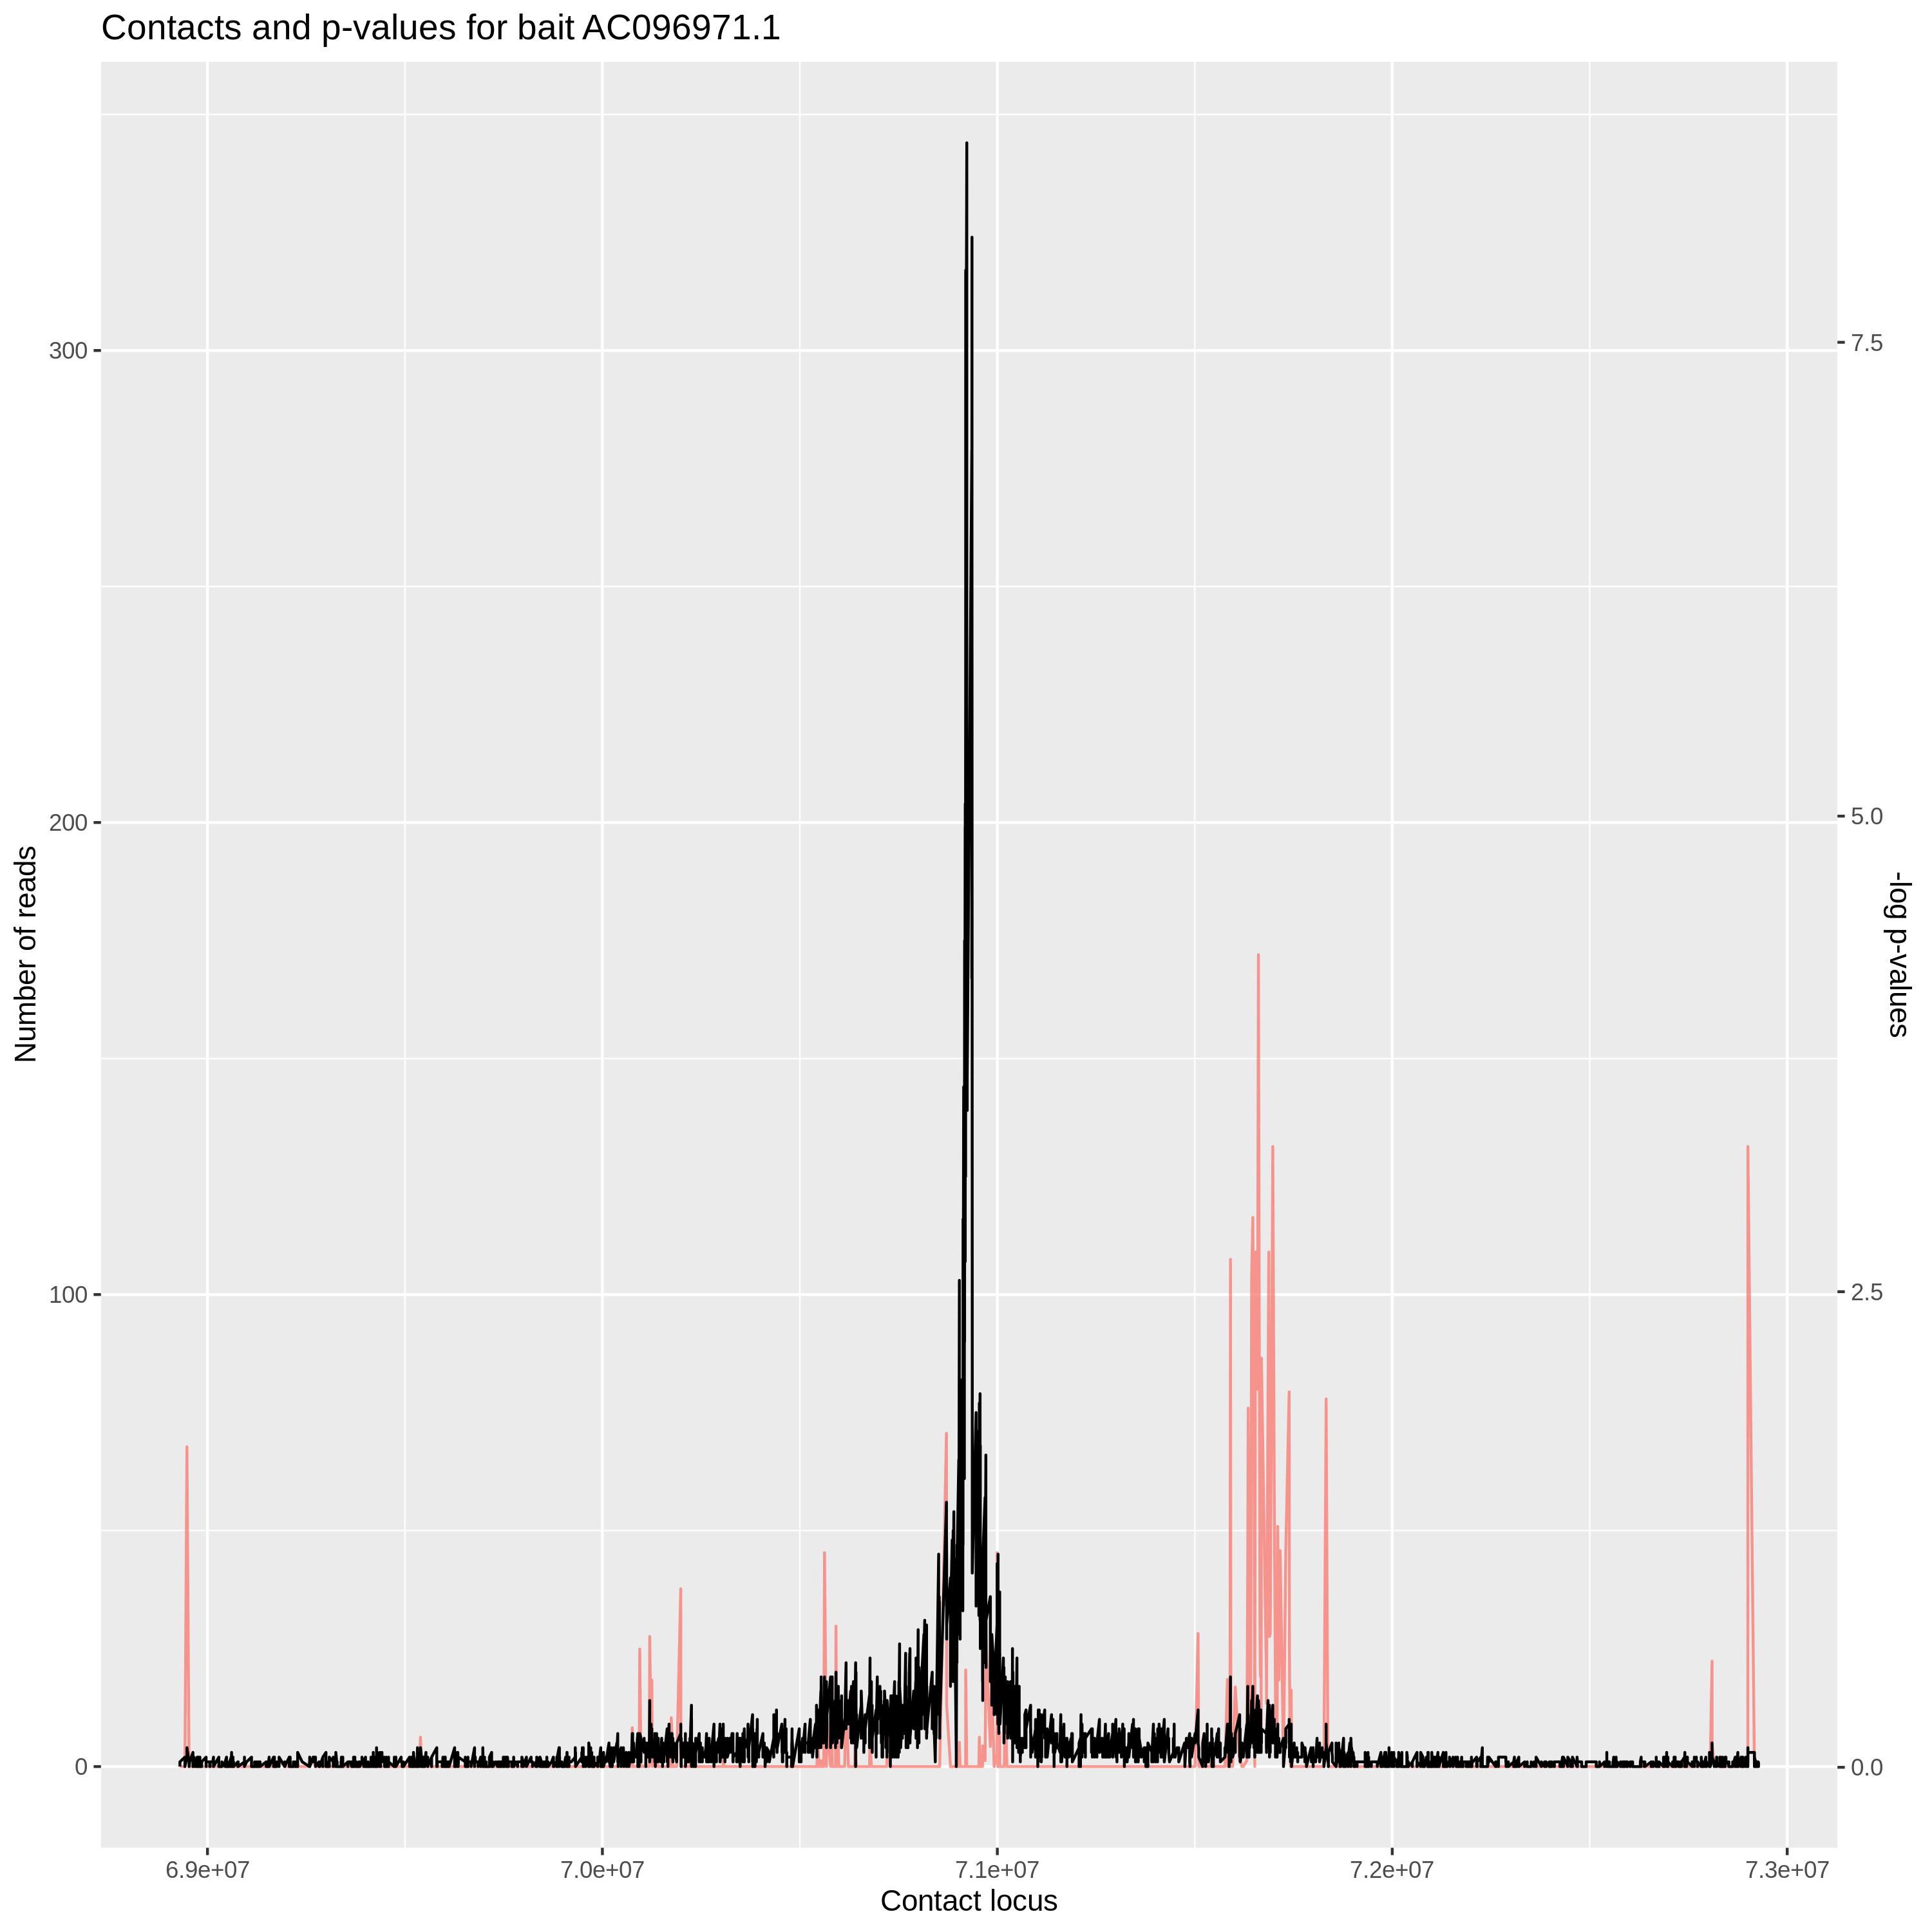 Contacts and p-values for bait AC096971.1
300
200
100
0
Number of reads
7.5
5.0
2.5
0.0
-log p-values
6.9e+07 7.0e+07 7.1e+07 7.2e+07 7.3e+07
Contact locus